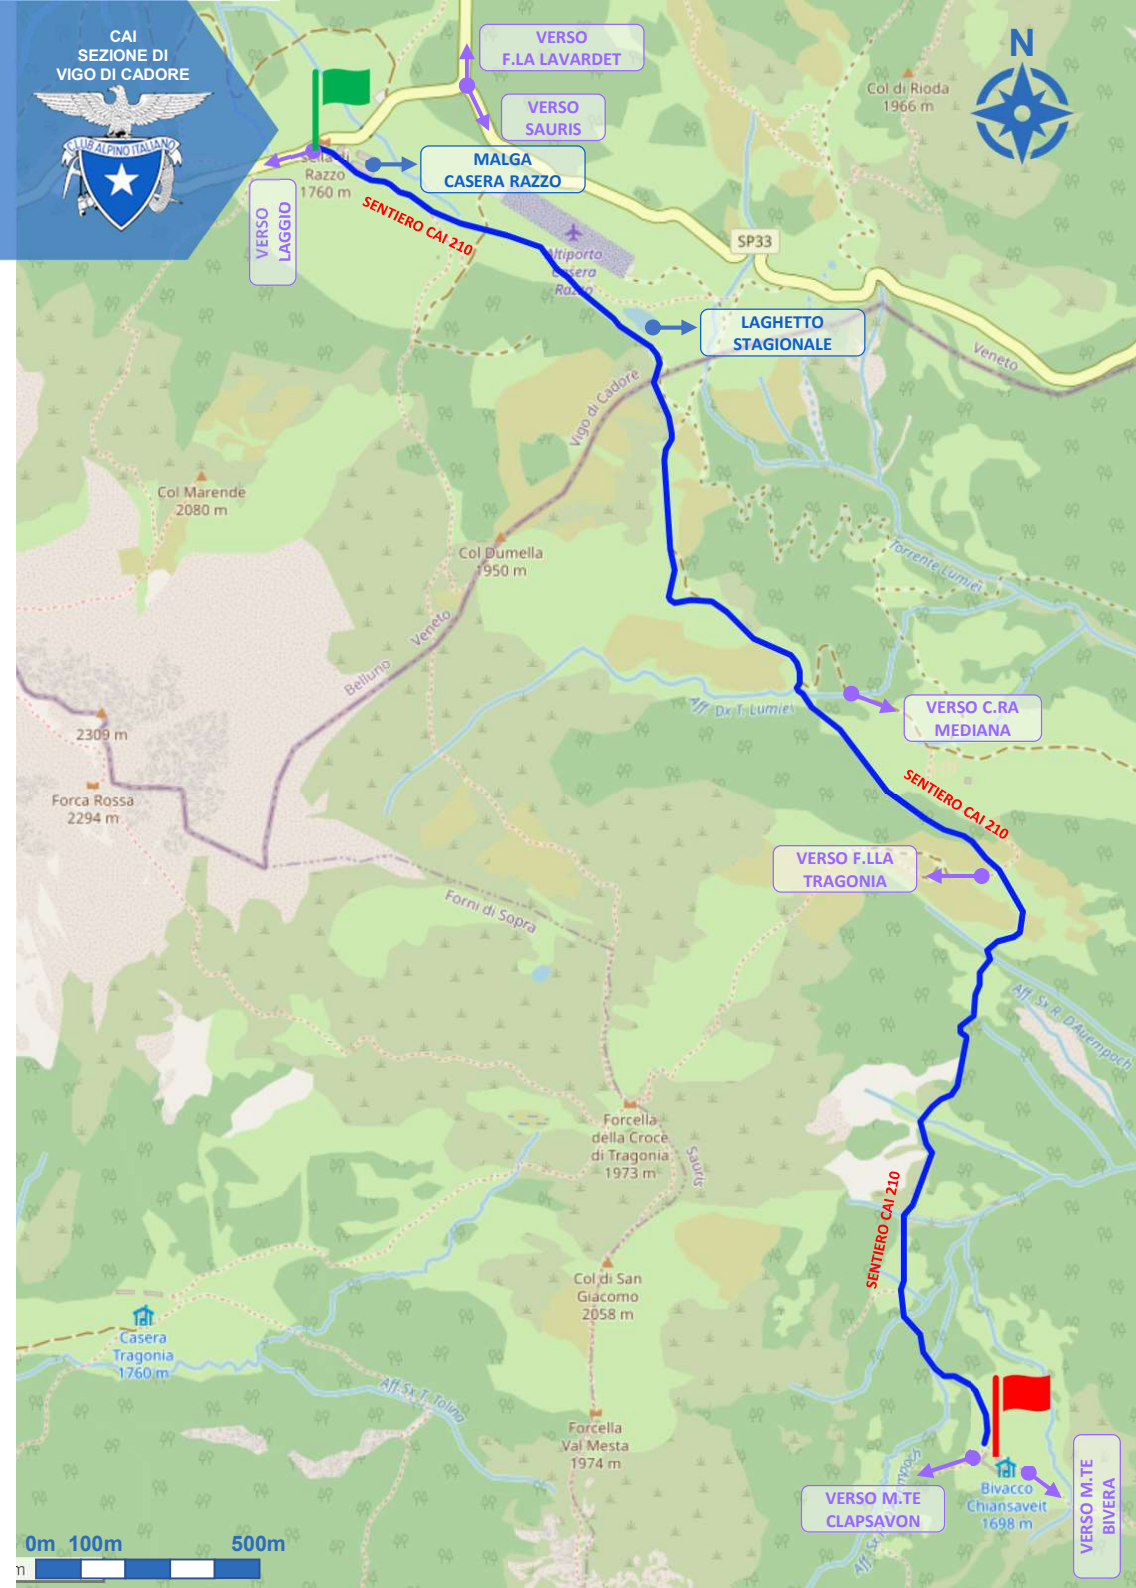 CAI
SEZIONE DI
VIGO DI CADORE
CLUB ALPINO ITALIANO
VERSO
F.LA LAVARDET
VERSO
SAURIS
N
Col di Rioda
1966 m
Sella di
Razzo
1760 m
MALGA
CASERA RAZZO
VERSO
LAGGIO
SENTIERO CAI 210
SP33
Altiporto
Casera
Razzo
LAGHETTO
STAGIONALE
Veneto
Vigo di Cadore
Col Marende
2080 m
Col Dumella
1950 m
Torrente Lumiei
Veneto
Belluno
Aff. Dx T. Lumiei
VERSO C.RA
MEDIANA
2309 m
Forca Rossa
2294 m
SENTIERO CAI 210
VERSO F.LLA
TRAGONIA
Forni di Sopra
Aff. Sx R. D'Auempoch
Forcella
della Croce
di Tragonia
1973 m
Sauris
SENTIERO CAI 210
Col di San
Giacomo
2058 m
Casera
Tragonia
1760 m
Aff. Sx T. Tolina
Forcella
Val Mesta
1974 m
Bivacco
Chiansaveit
1698 m
VERSO M.TE
CLAPSAVON
VERSO M.TE
BIVERA
0m 100m 500m
m